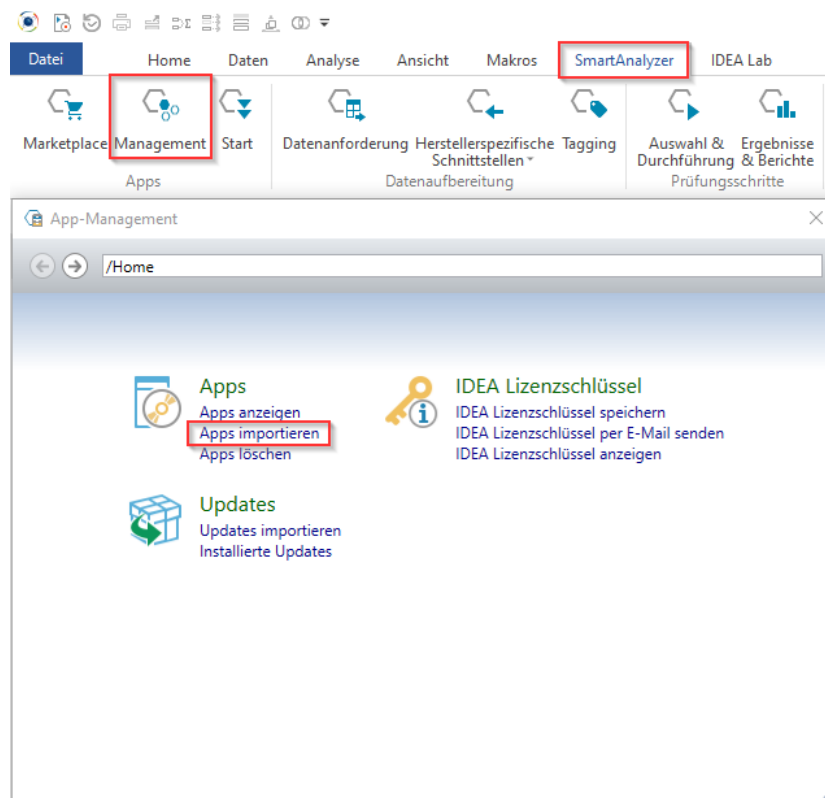 Datei Home Daten Analyse Ansicht Makros SmartAnalyzer IDEA Lab
Marketplace Management Start Datenanforderung Herstellerspezifische Tagging Auswahl & Ergebnisse
Schnittstellen Durchführung & Berichte
Apps Datenaufbereitung Prüfungsschritte
App-Management
/Home
Apps
Apps anzeigen
Apps importieren
Apps löschen
IDEA Lizenzschlüssel
IDEA Lizenzschlüssel speichern
IDEA Lizenzschlüssel per E-Mail senden
IDEA Lizenzschlüssel anzeigen
Updates
Updates importieren
Installierte Updates